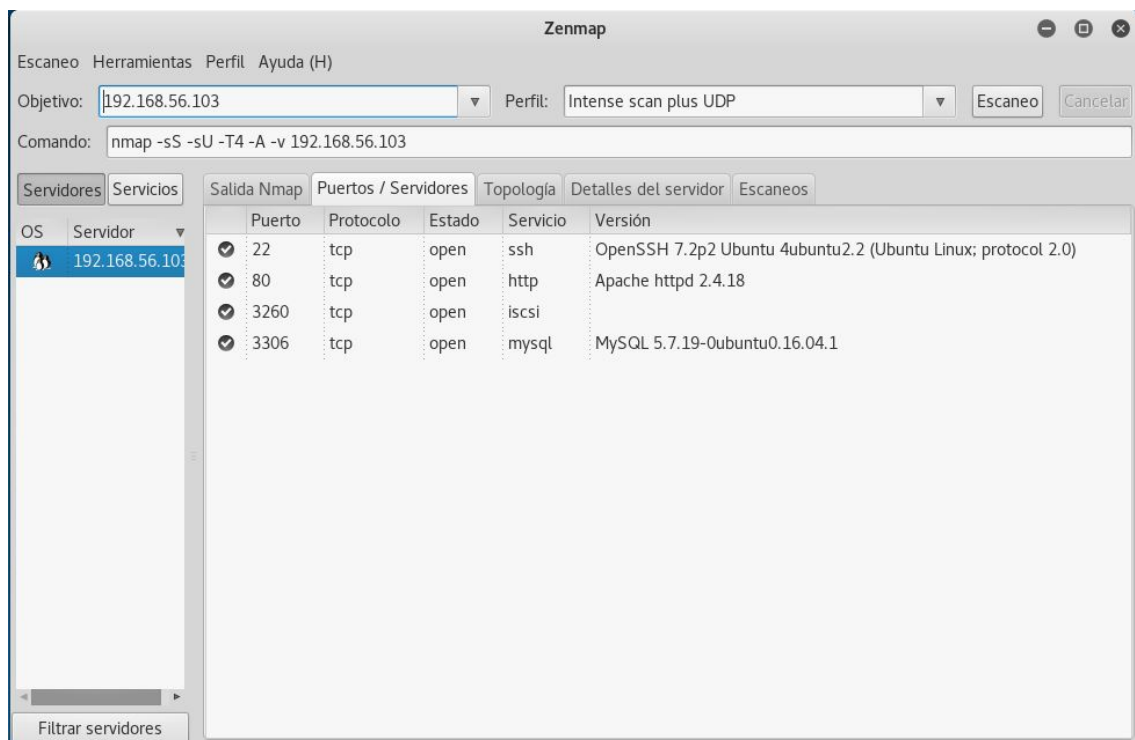 Zenmap
Escaneo Herramientas Perfil Ayuda (H)
Objetivo: 192.168.56.103 Perfil: Intense scan plus UDP Escaneo Cancelar
Comando: nmap -sS -sU -T4 -A -v 192.168.56.103
Servidores Servicios Salida Nmap Puertos / Servidores Topología Detalles del servidor Escaneos
OS Servidor Puerto Protocolo Estado Servicio Versión
192.168.56.103 22 tcp open ssh OpenSSH 7.2p2 Ubuntu 4ubuntu2.2 (Ubuntu Linux; protocol 2.0)
80 tcp open http Apache httpd 2.4.18
3260 tcp open iscsi
3306 tcp open mysql MySQL 5.7.19-0ubuntu0.16.04.1
Filtrar servidores